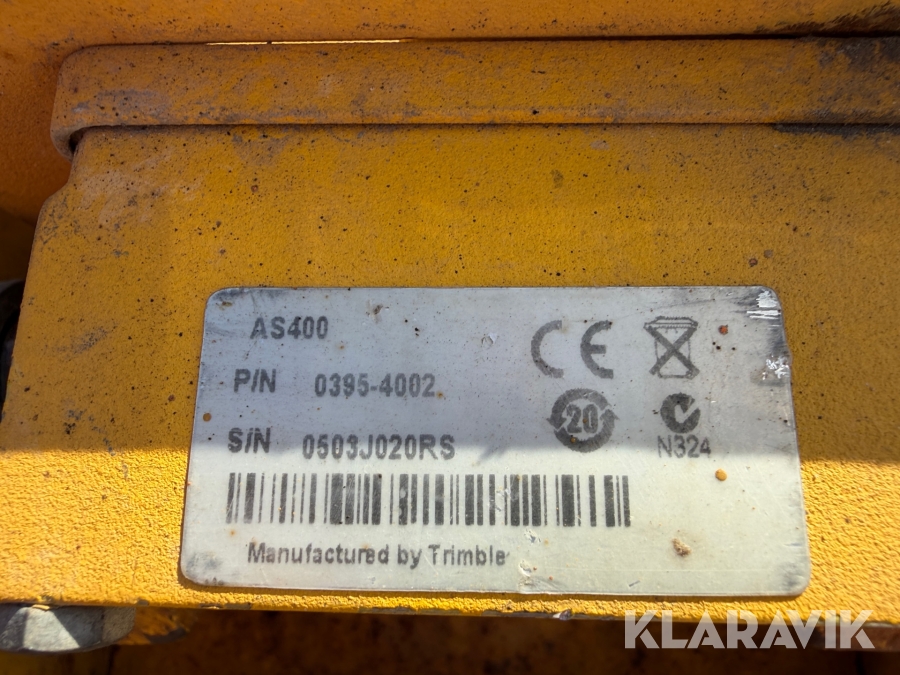 AS400
P/N 0395-4002
S/N 0503J020RS
CE
20
N324
Manufactured by Trimble
KLARAVIK